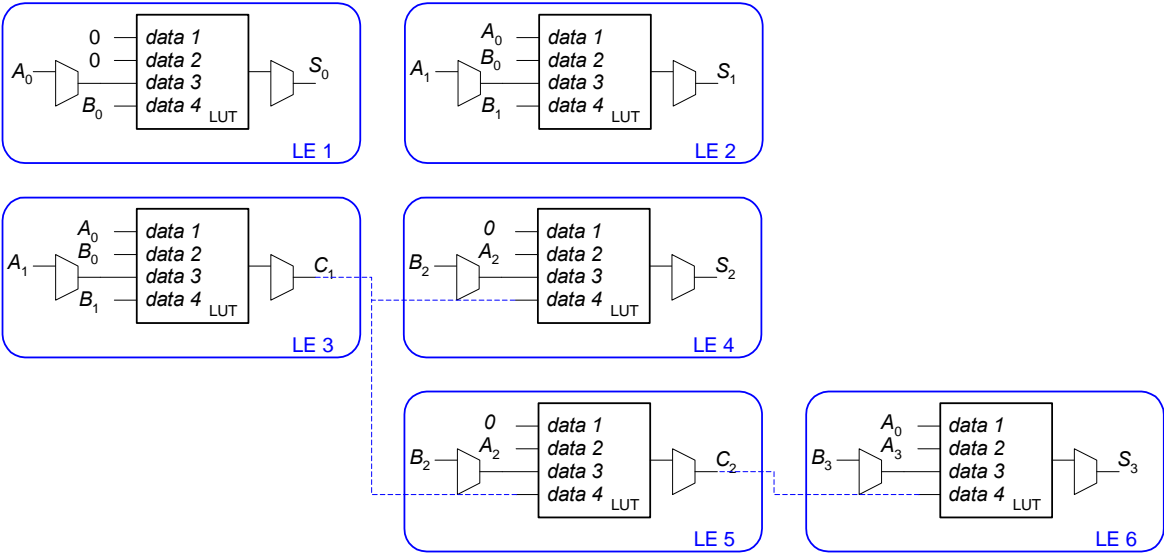 0 data 1
0 data 2
A₀ data 3 S₀
B₀ data 4
LUT
LE 1
A₀ data 1
B₀ data 2
A₁ data 3 S₁
B₁ data 4
LUT
LE 2
A₀ data 1
B₀ data 2
A₁ data 3 C₁
B₁ data 4
LUT
LE 3
0 data 1
A₂ data 2
B₂ data 3 S₂
data 4
LUT
LE 4
0 data 1
A₂ data 2
B₂ data 3 C₂
data 4
LUT
LE 5
A₀ data 1
A₃ data 2
B₃ data 3 S₃
data 4
LUT
LE 6